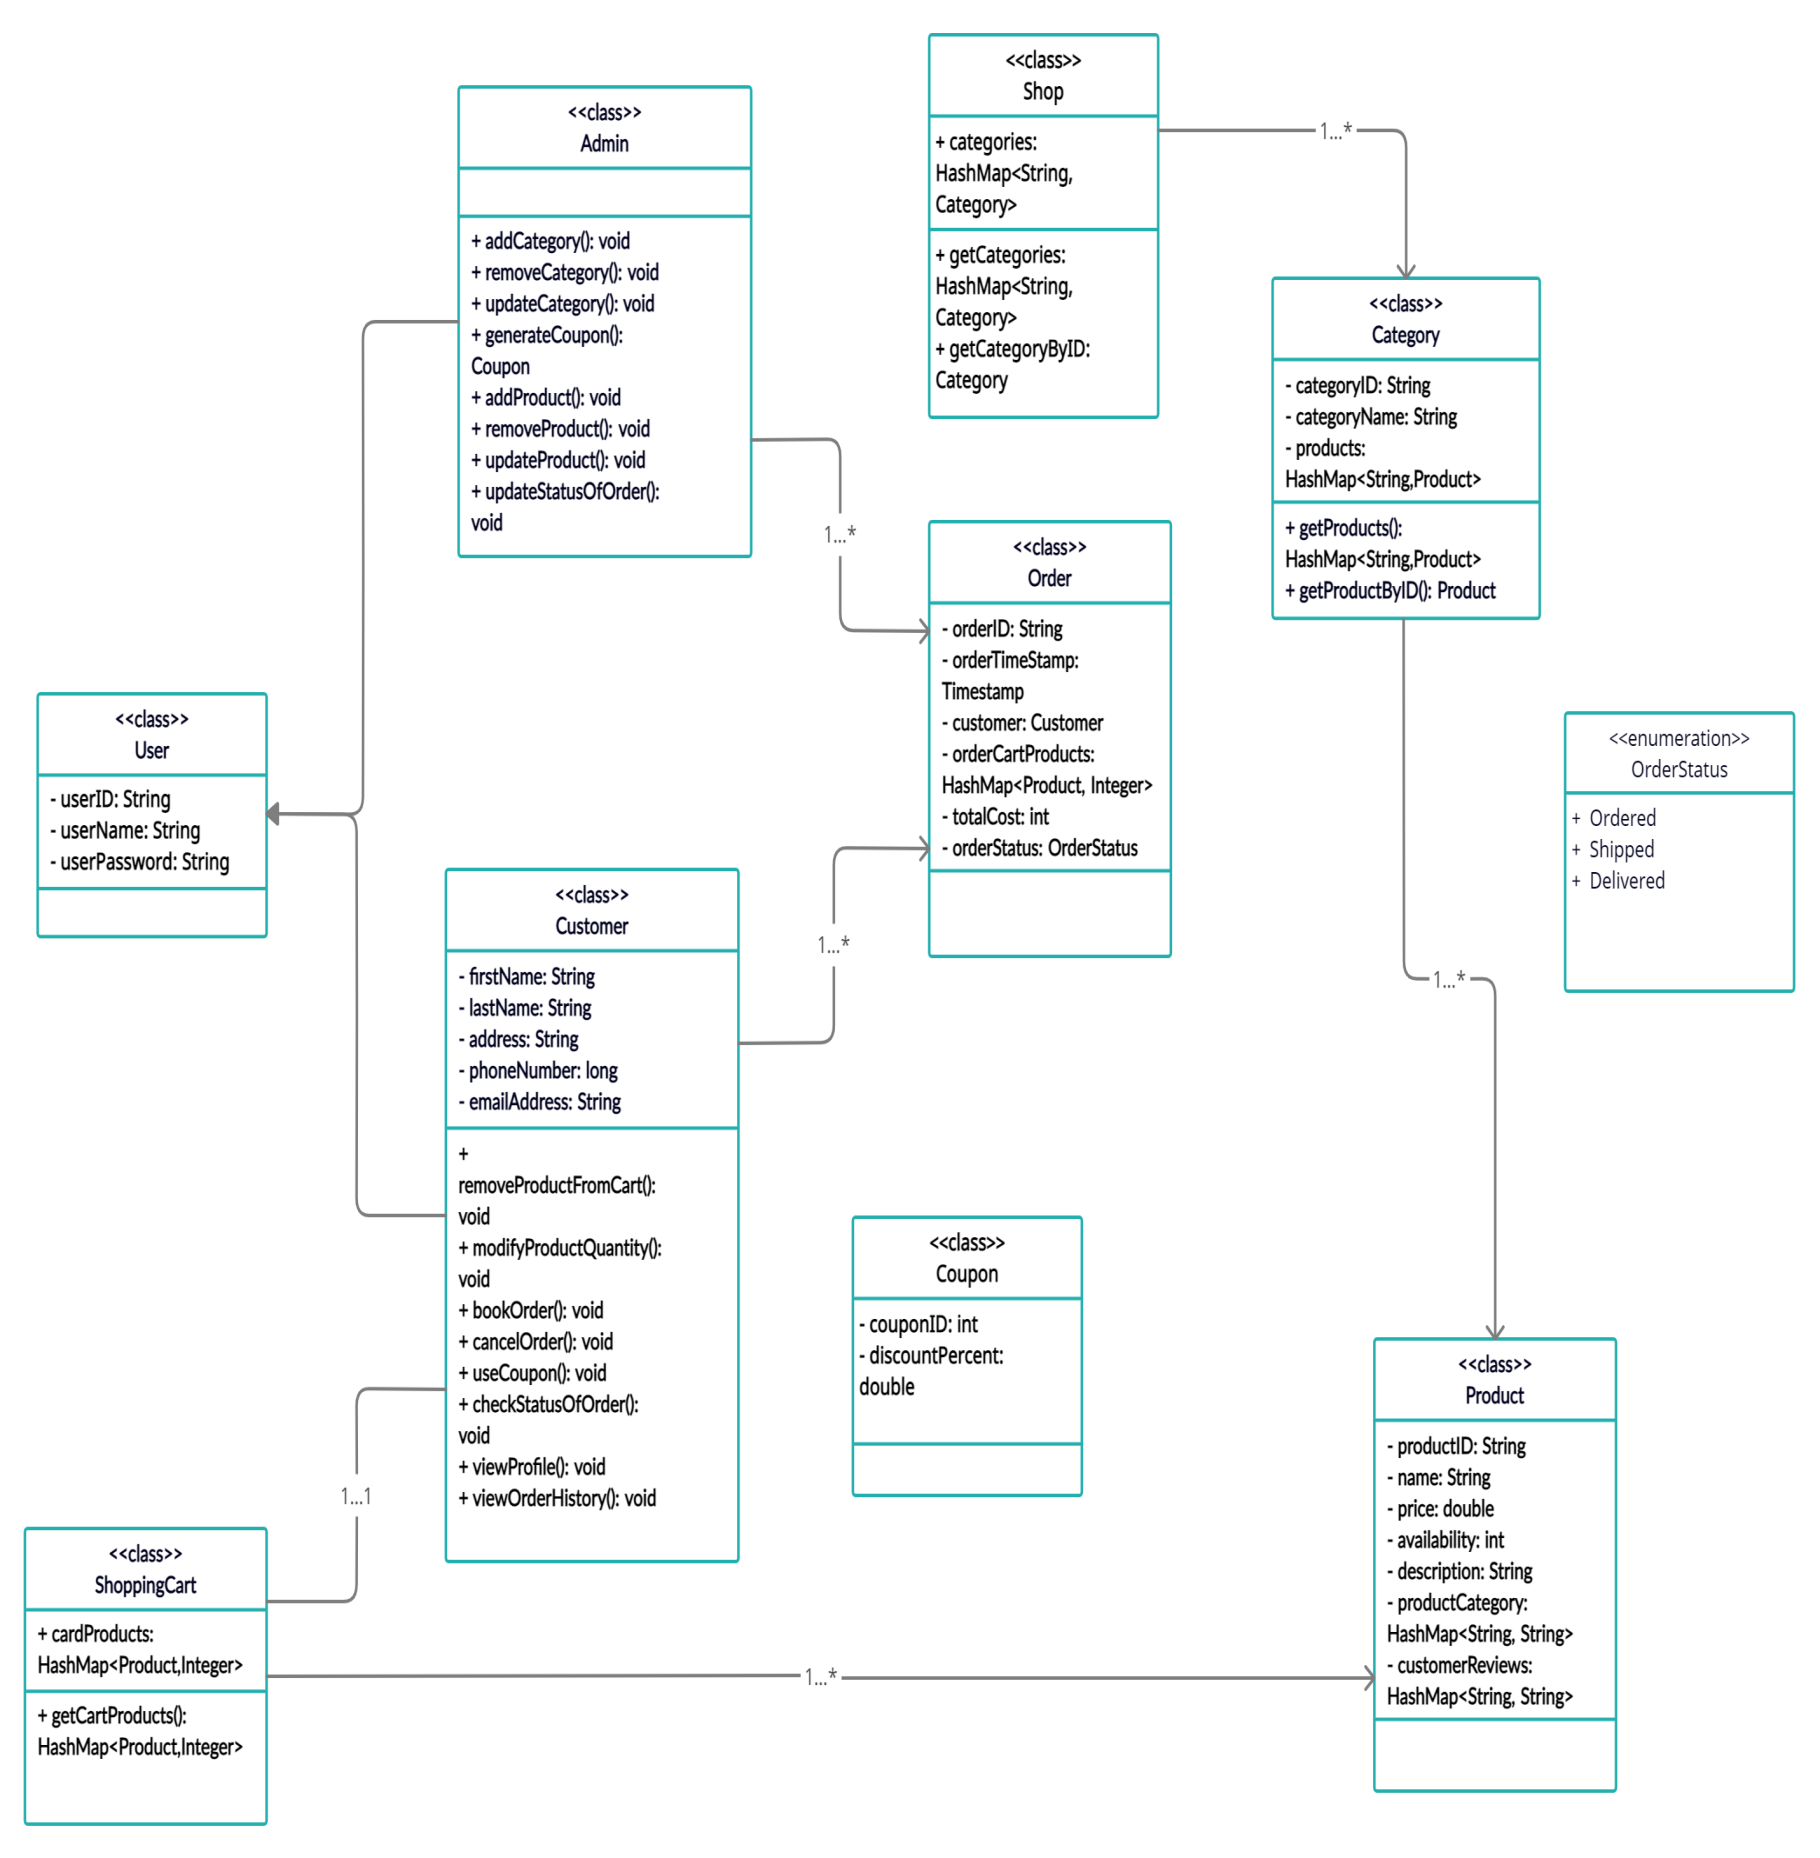 <<class>>
Shop
+ categories:
HashMap<String,
Category>
+ getCategories:
HashMap<String,
Category>
+ getCategoryByID:
Category
1...*
<<class>>
Admin
+ addCategory(): void
+ removeCategory(): void
+ updateCategory(): void
+ generateCoupon():
Coupon
+ addProduct(): void
+ removeProduct(): void
+ updateProduct(): void
+ updateStatusOfOrder():
void
1...*
<<class>>
Category
- categoryID: String
- categoryName: String
- products:
HashMap<String,Product>
+ getProducts():
HashMap<String,Product>
+ getProductByID(): Product
<<class>>
Order
- orderID: String
- orderTimeStamp:
Timestamp
- customer: Customer
- orderCartProducts:
HashMap<Product, Integer>
- totalCost: int
- orderStatus: OrderStatus
<<class>>
User
- userID: String
- userName: String
- userPassword: String
<<enumeration>>
OrderStatus
+ Ordered
+ Shipped
+ Delivered
<<class>>
Customer
- firstName: String
- lastName: String
- address: String
- phoneNumber: long
- emailAddress: String
+
removeProductFromCart():
void
+ modifyProductQuantity():
void
+ bookOrder(): void
+ cancelOrder(): void
+ useCoupon(): void
+ checkStatusOfOrder():
void
+ viewProfile(): void
+ viewOrderHistory(): void
1...*
1...*
<<class>>
Coupon
- couponID: int
- discountPercent:
double
<<class>>
Product
- productID: String
- name: String
- price: double
- availability: int
- description: String
- productCategory:
HashMap<String, String>
- customerReviews:
HashMap<String, String>
1...1
<<class>>
ShoppingCart
+ cardProducts:
HashMap<Product,Integer>
+ getCartProducts():
HashMap<Product,Integer>
1...*